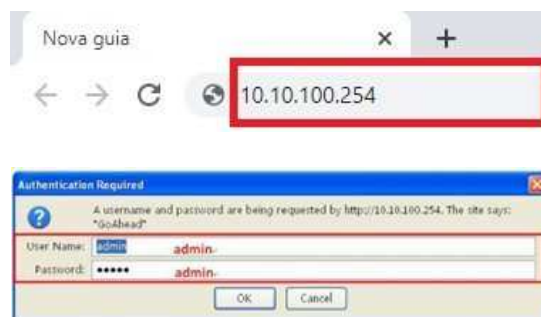 Nova guia
10.10.100.254
Authentication Required
A username and password are being requested by http://10.10.100.254. The site says:
"GoAhead"
User Name: admin admin
Password: ••••• admin
OK Cancel